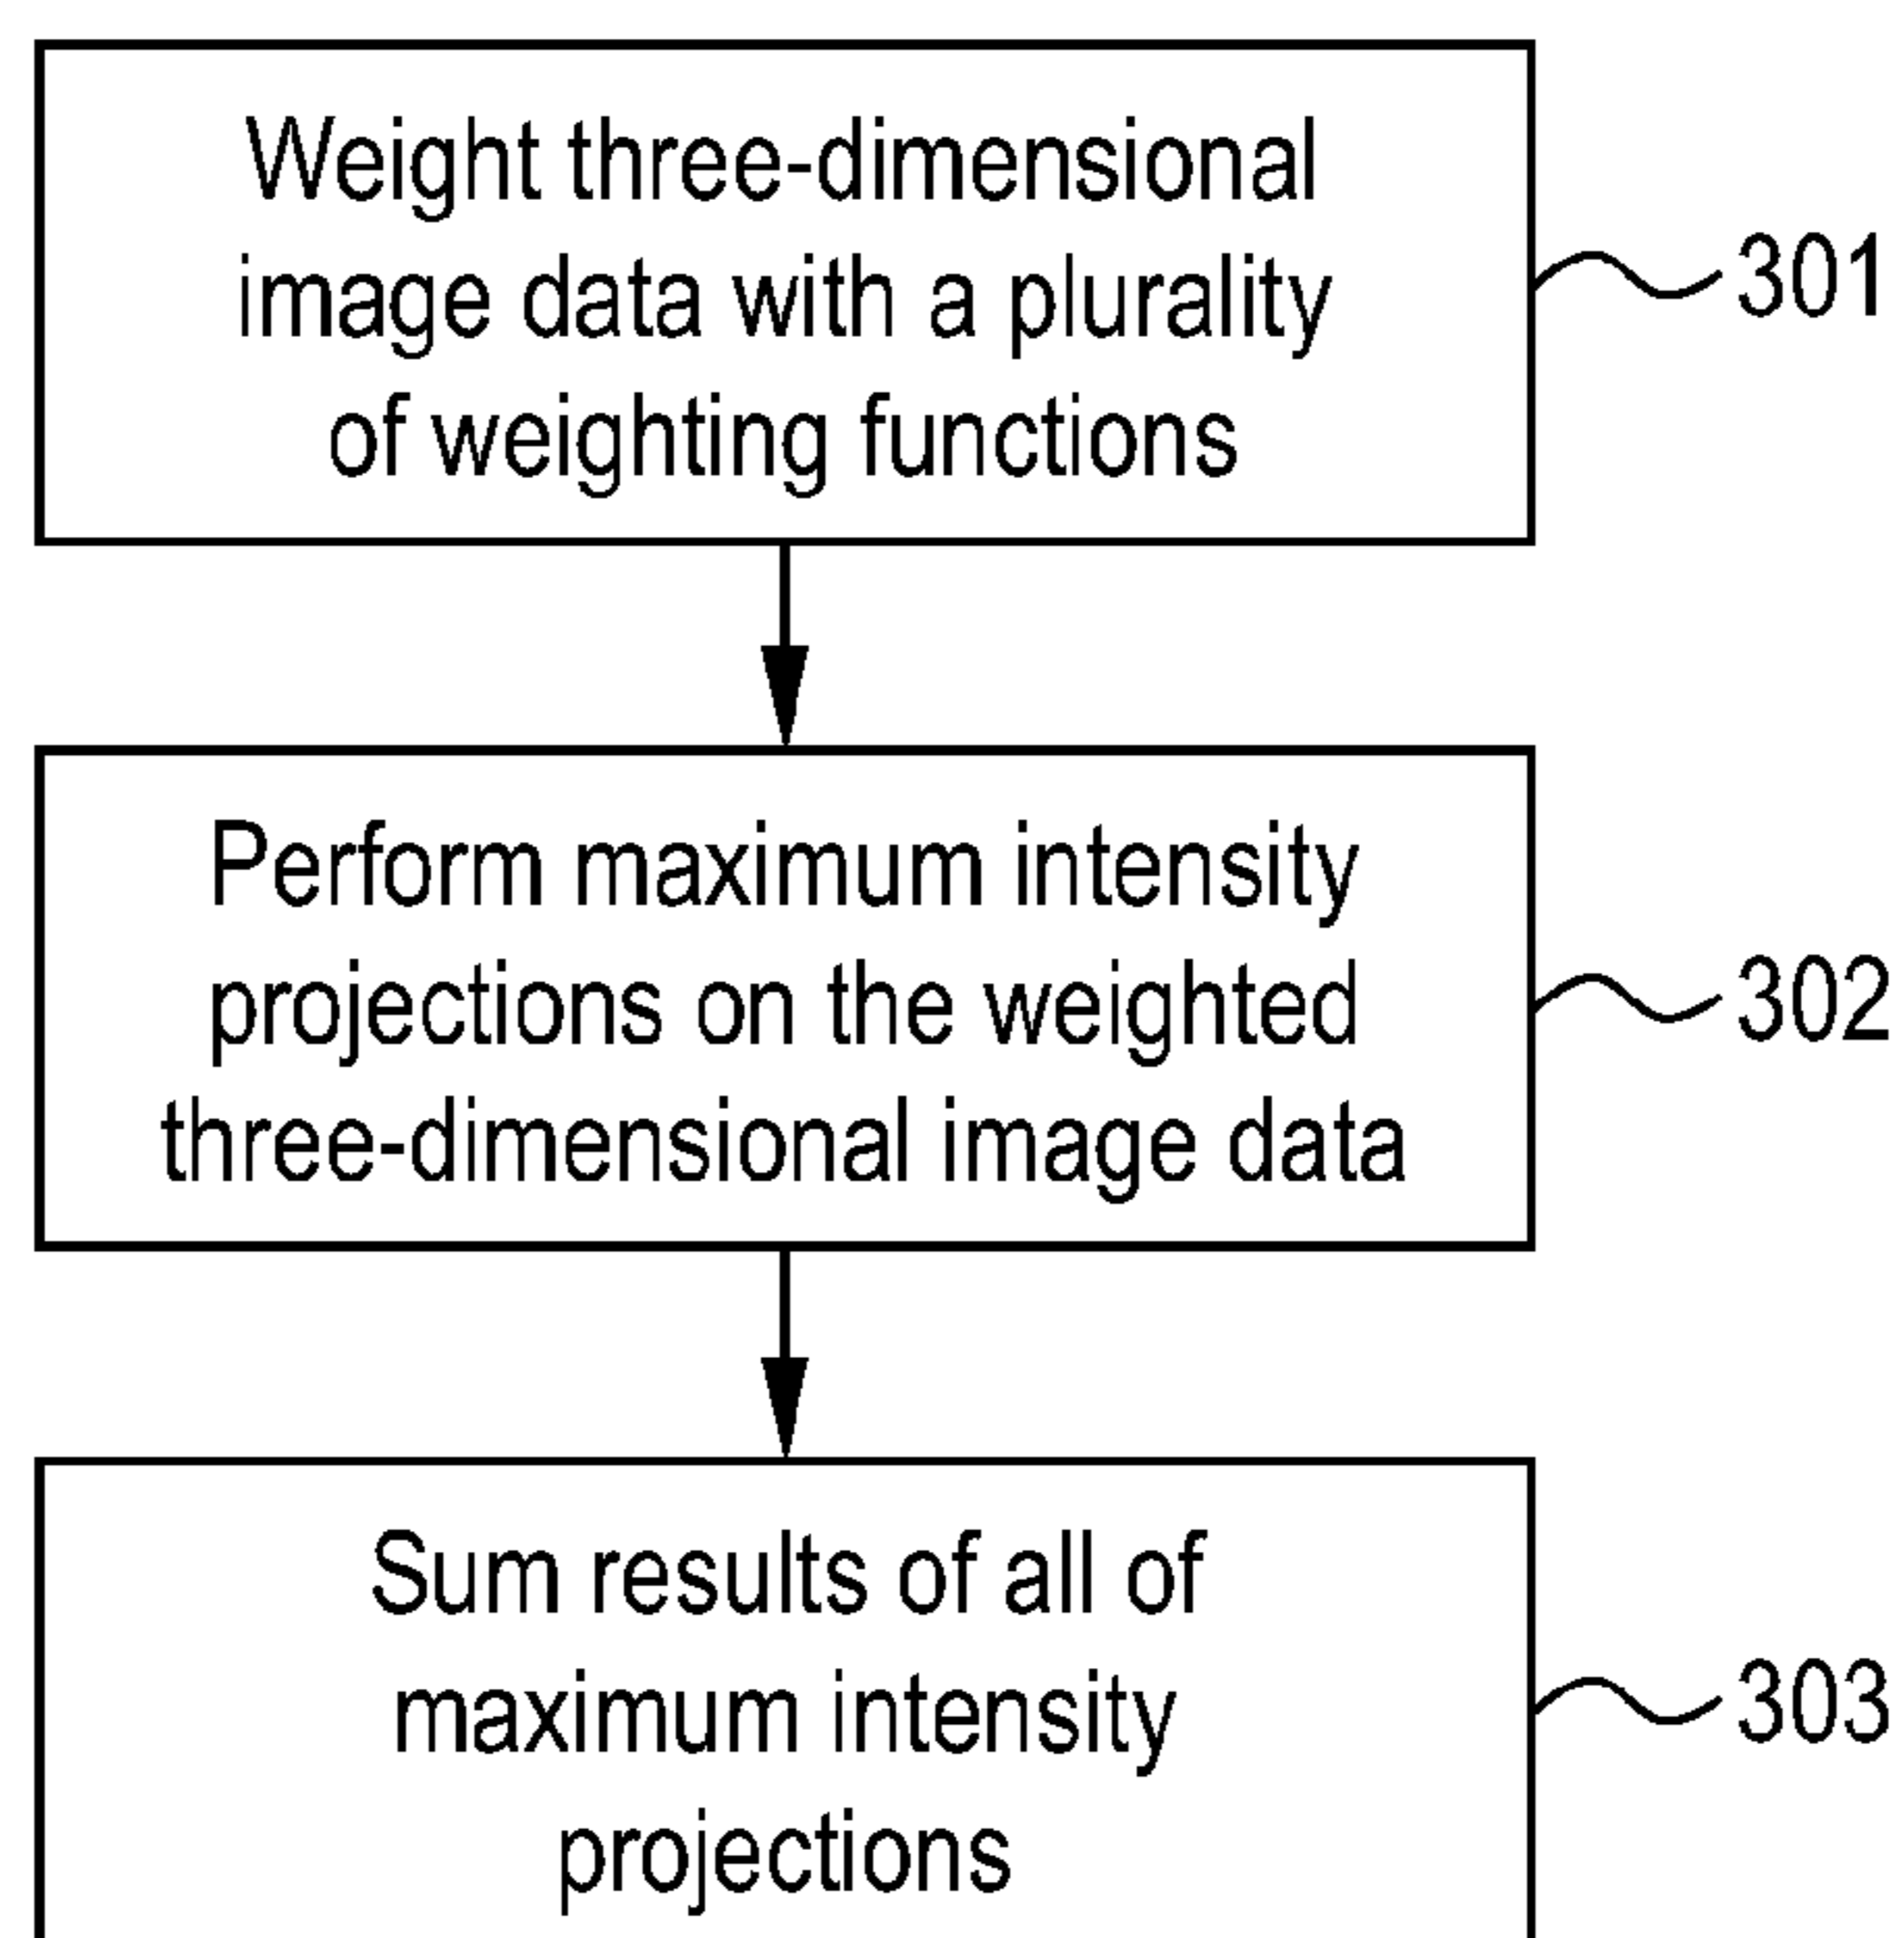 Weight three-dimensional
image data with a plurality
of weighting functions
301
Perform maximum intensity
projections on the weighted
three-dimensional image data
302
Sum results of all of
maximum intensity
projections
303